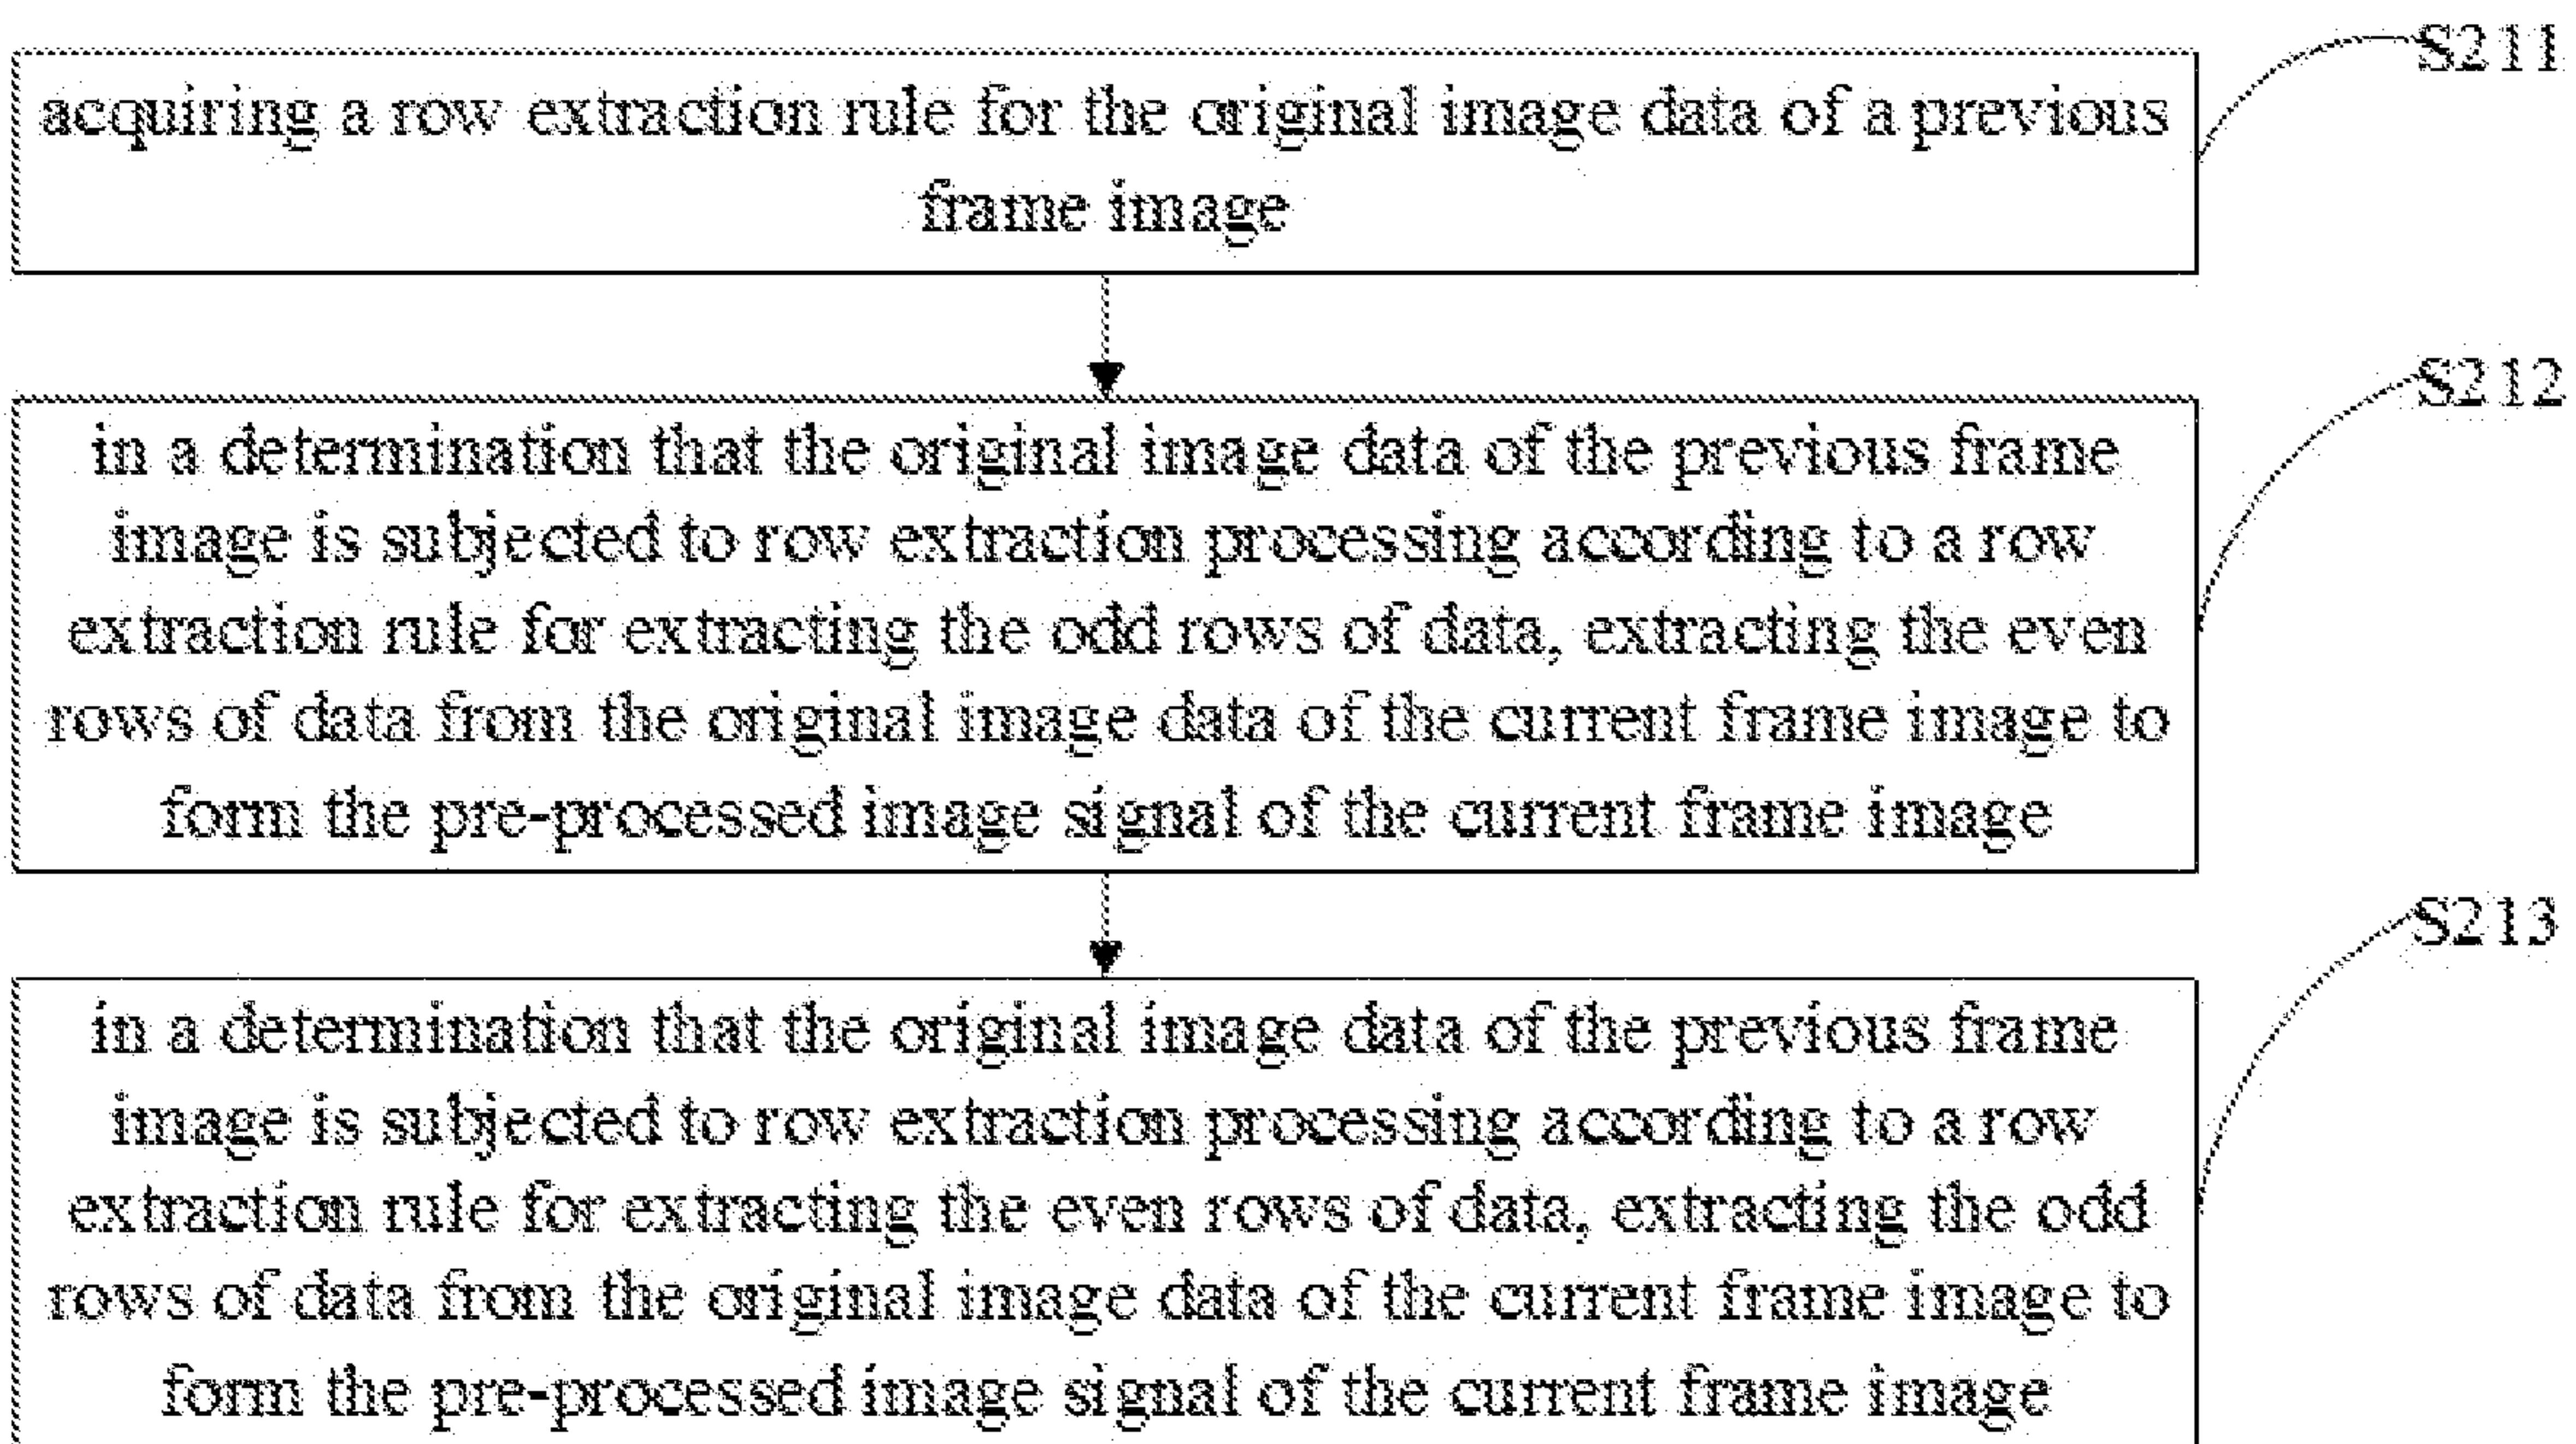 S211
acquiring a row extraction rule for the original image data of a previous
frame image
S212
in a determination that the original image data of the previous frame
image is subjected to row extraction processing according to a row
extraction rule for extracting the odd rows of data, extracting the even
rows of data from the original image data of the current frame image to
form the pre-processed image signal of the current frame image
S213
in a determination that the original image data of the previous frame
image is subjected to row extraction processing according to a row
extraction rule for extracting the even rows of data, extracting the odd
rows of data from the original image data of the current frame image to
form the pre-processed image signal of the current frame image